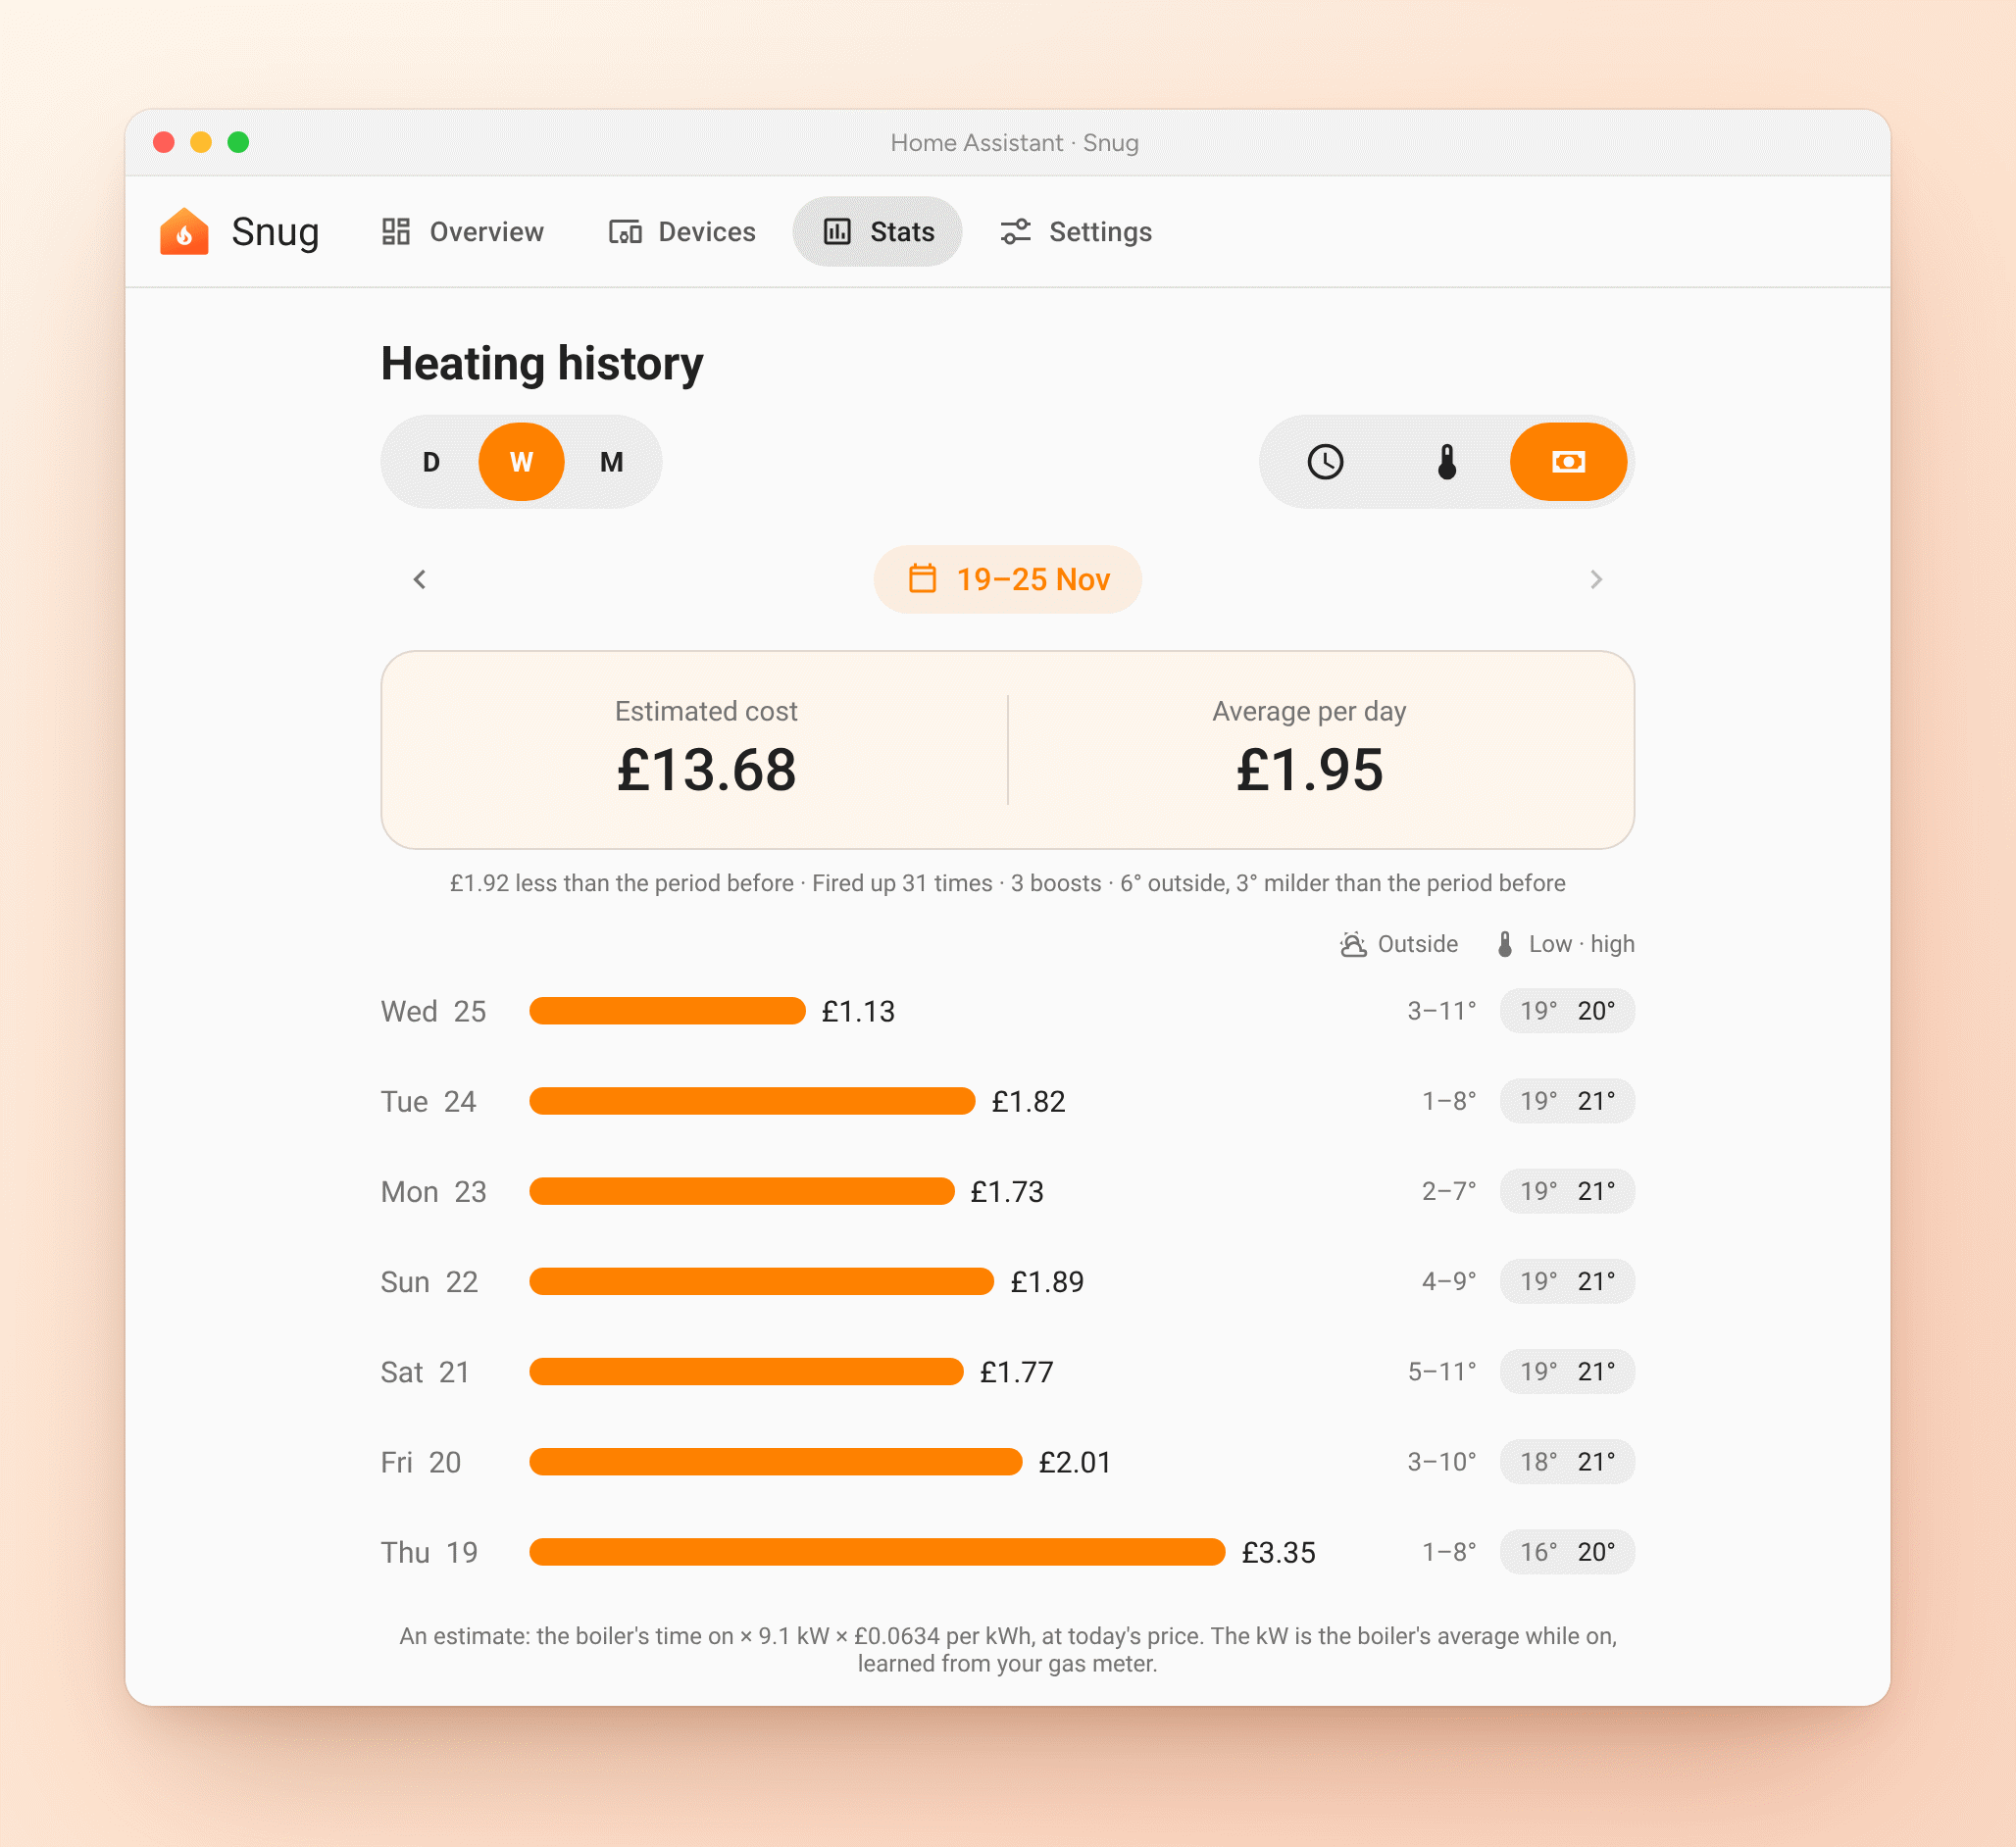 Home Assistant · Snug
Snug
Overview
Devices
Stats
Settings
Heating history
D W M
19–25 Nov
Estimated cost
£13.68
Average per day
£1.95
£1.92 less than the period before · Fired up 31 times · 3 boosts · 6° outside, 3° milder than the period before
Outside Low · high
Wed 25 £1.13 3–11° 19° 20°
Tue 24 £1.82 1–8° 19° 21°
Mon 23 £1.73 2–7° 19° 21°
Sun 22 £1.89 4–9° 19° 21°
Sat 21 £1.77 5–11° 19° 21°
Fri 20 £2.01 3–10° 18° 21°
Thu 19 £3.35 1–8° 16° 20°
An estimate: the boiler's time on × 9.1 kW × £0.0634 per kWh, at today's price. The kW is the boiler's average while on,
learned from your gas meter.